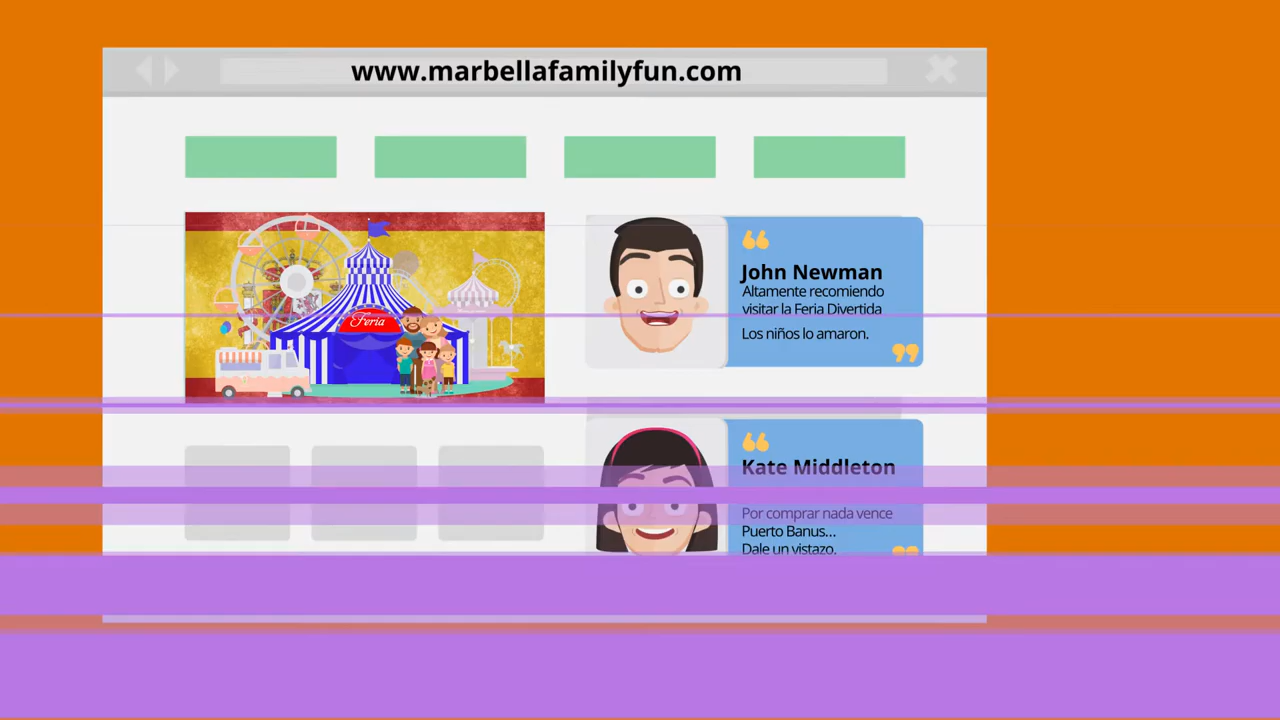 www.marbellafamilyfun.com
Feria
John Newman
Altamente recomiendo
visitar la Feria Divertida
Los niños lo amaron.
Kate Middleton
Por comprar nada vence
Puerto Banus...
Dale un vistazo.